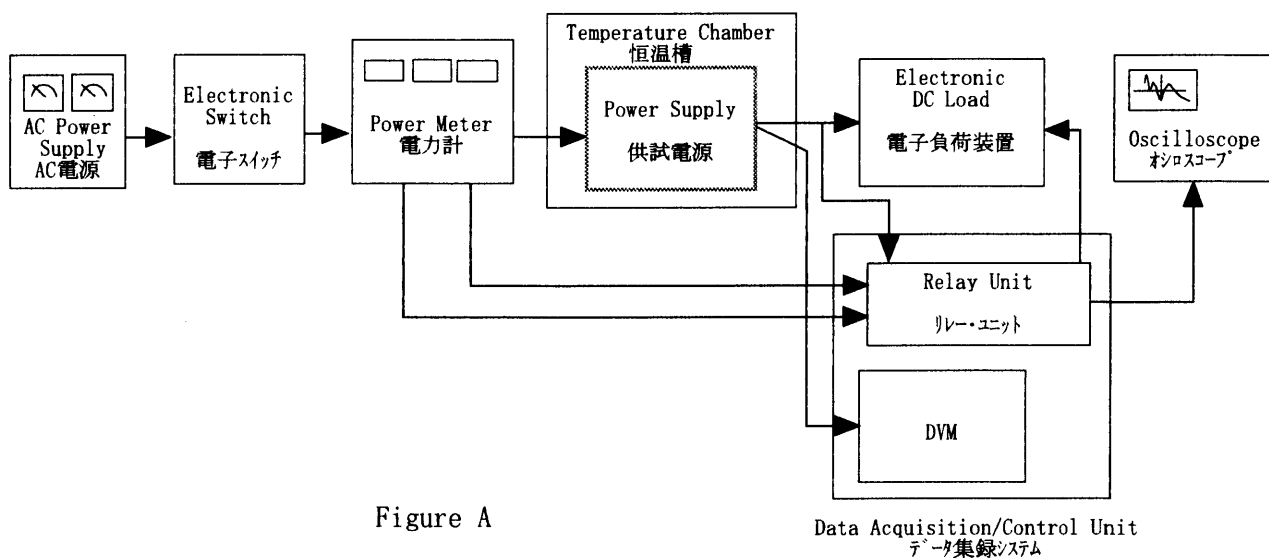 AC Power
Supply
AC電源
Electronic
Switch
電子スイッチ
Power Meter
電力計
Temperature Chamber
恒温槽
Power Supply
供試電源
Electronic
DC Load
電子負荷装置
Oscilloscope
オシロスコープ
Relay Unit
リレー・ユニット
DVM
Figure A
Data Acquisition/Control Unit
データ集録システム